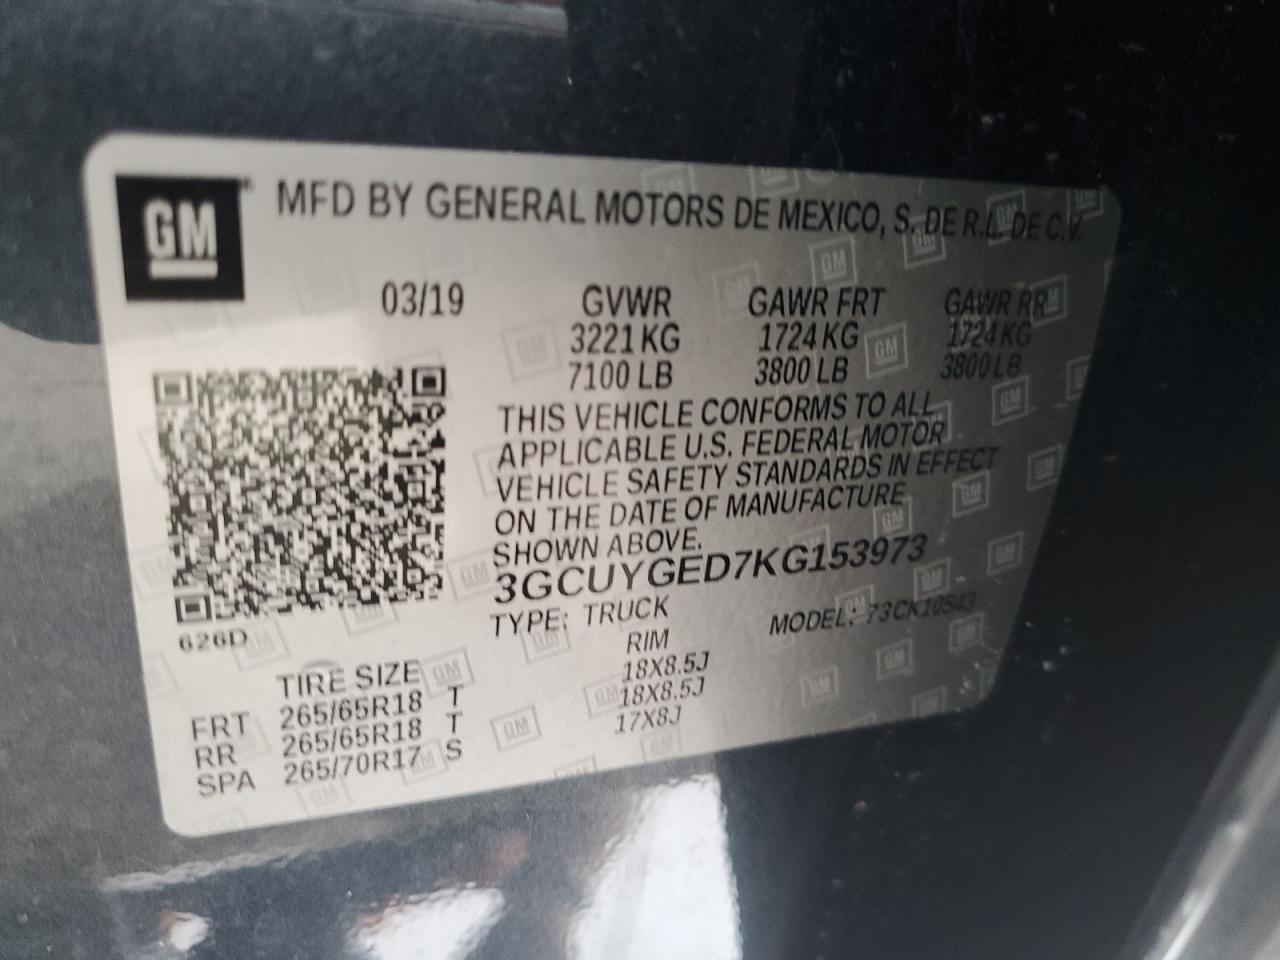 GM
MFD BY GENERAL MOTORS DE MEXICO, S. DE R.L. DE C.V.
03/19 GVWR GAWR FRT GAWR RR
3221 KG 1724 KG 1724 KG
7100 LB 3800 LB 3800 LB
THIS VEHICLE CONFORMS TO ALL
APPLICABLE U.S. FEDERAL MOTOR
VEHICLE SAFETY STANDARDS IN EFFECT
ON THE DATE OF MANUFACTURE
SHOWN ABOVE.
3GCUYGED7KG153973
TYPE: TRUCK MODEL: 73CK10543
626D
TIRE SIZE RIM
FRT 265/65R18 T 18X8.5J
RR 265/65R18 T 18X8.5J
SPA 265/70R17 S 17X8J